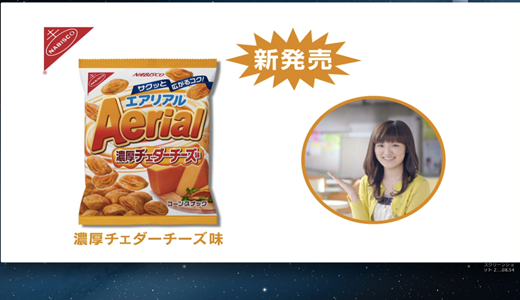 NABISCO
新発売
NABISCO
サクッと 広がるコク!
エアリアル
Aerial
濃厚チェダーチーズ味
コーンスナック
濃厚チェダーチーズ味